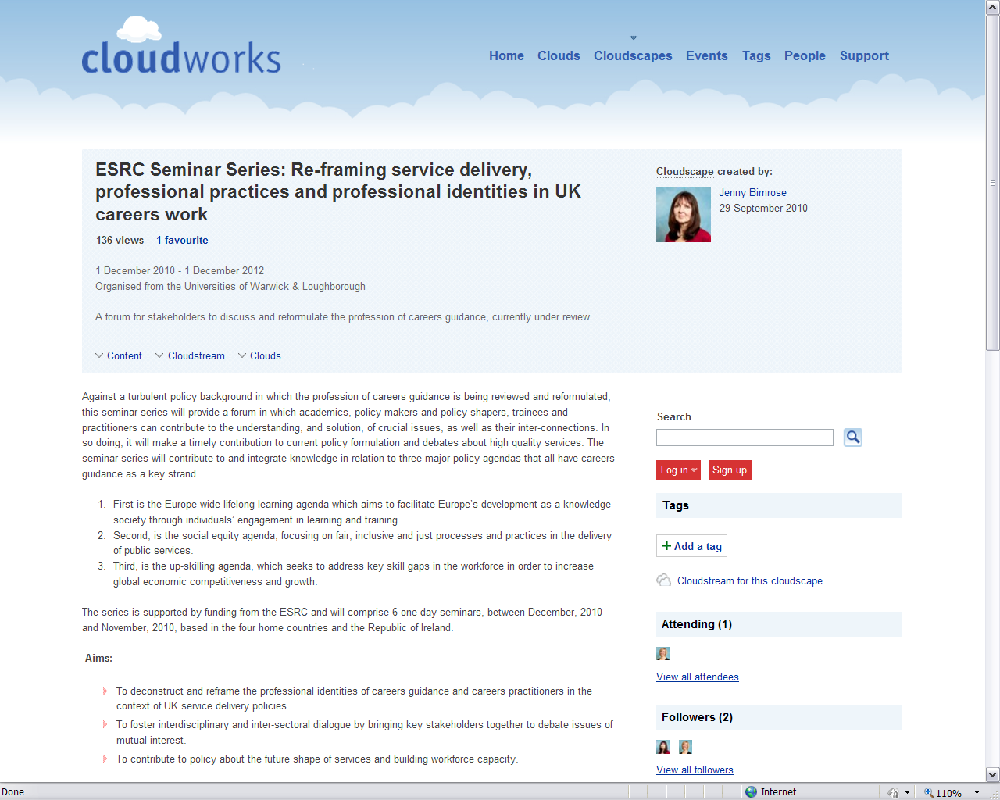 cloudworks
Home Clouds Cloudscapes Events Tags People Support
ESRC Seminar Series: Re-framing service delivery,
professional practices and professional identities in UK
careers work
136 views 1 favourite
1 December 2010 - 1 December 2012
Organised from the Universities of Warwick & Loughborough
A forum for stakeholders to discuss and reformulate the profession of careers guidance, currently under review.
Content Cloudstream Clouds
Cloudscape created by:
Jenny Bimrose
29 September 2010
Against a turbulent policy background in which the profession of careers guidance is being reviewed and reformulated,
this seminar series will provide a forum in which academics, policy makers and policy shapers, trainees and
practitioners can contribute to the understanding, and solution, of crucial issues, as well as their inter-connections. In
so doing, it will make a timely contribution to current policy formulation and debates about high quality services. The
seminar series will contribute to and integrate knowledge in relation to three major policy agendas that all have careers
guidance as a key strand.
1. First is the Europe-wide lifelong learning agenda which aims to facilitate Europe’s development as a knowledge
society through individuals’ engagement in learning and training.
2. Second, is the social equity agenda, focusing on fair, inclusive and just processes and practices in the delivery
of public services.
3. Third, is the up-skilling agenda, which seeks to address key skill gaps in the workforce in order to increase
global economic competitiveness and growth.
The series is supported by funding from the ESRC and will comprise 6 one-day seminars, between December, 2010
and November, 2010, based in the four home countries and the Republic of Ireland.
Aims:
To deconstruct and reframe the professional identities of careers guidance and careers practitioners in the
context of UK service delivery policies.
To foster interdisciplinary and inter-sectoral dialogue by bringing key stakeholders together to debate issues of
mutual interest.
To contribute to policy about the future shape of services and building workforce capacity.
Search
Log in Sign up
Tags
Add a tag
Cloudstream for this cloudscape
Attending (1)
View all attendees
Followers (2)
View all followers
Done Internet 110%